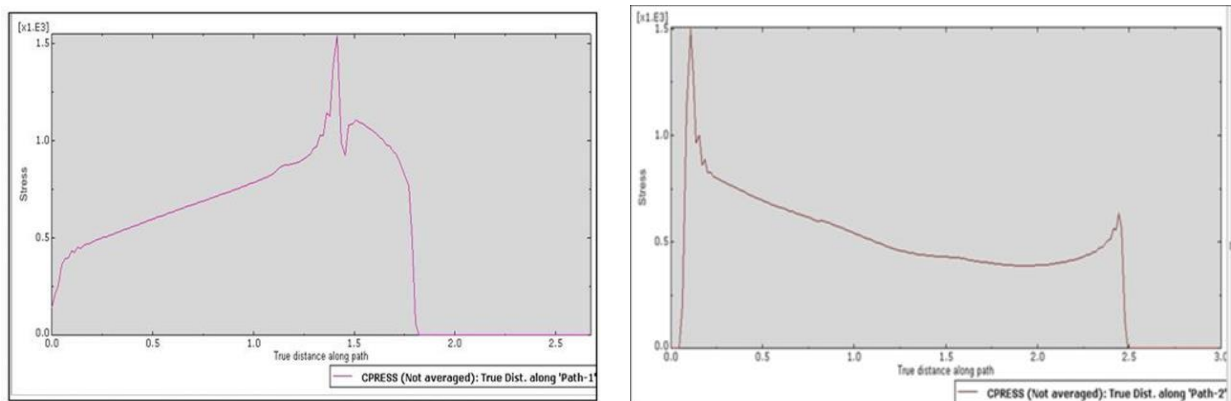 [x1.E3]
1.5
1.0
Stress
0.5
0.0
0.0 0.5 1.0 1.5 2.0 2.5
True distance along path
CPRESS (Not averaged): True Dist. along 'Path-1'
[x1.E3]
1.5
1.0
Stress
0.5
0.0
0.0 0.5 1.0 1.5 2.0 2.5 3.0
True distance along path
CPRESS (Not averaged): True Dist. along 'Path-2'